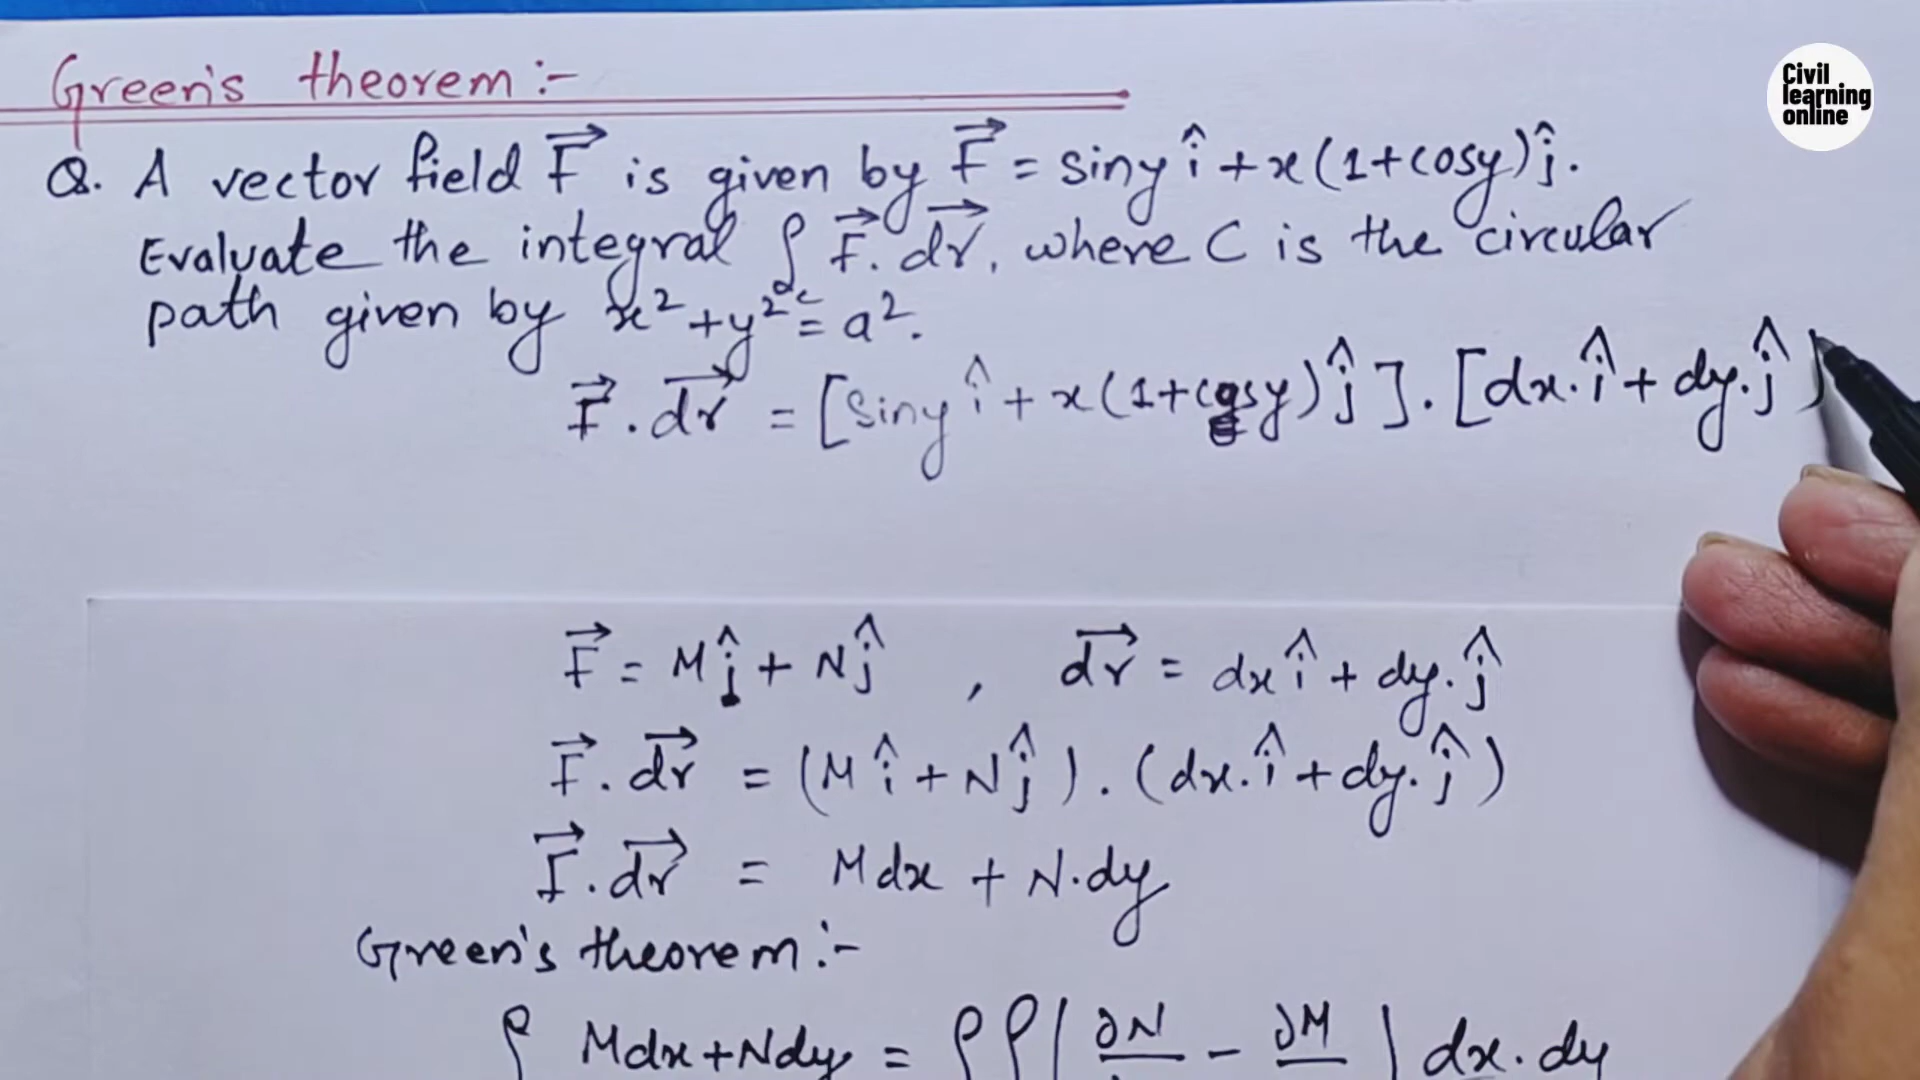 Civil
learning
online
Green's theorem :-
Q. A vector field F⃗ is given by F⃗ = siny î + x(1+cosy)ĵ.
Evaluate the integral ∫c F⃗. dr⃗, where C is the circular
path given by x² + y² = a².
F⃗ . dr⃗ = [siny î + x(1+cosy)ĵ]. [dx.î + dy.ĵ
F⃗ = M ĵ + N ĵ , dr⃗ = dx î + dy.ĵ
F⃗ . dr⃗ = (M î + N ĵ) . (dx.î + dy.ĵ)
F⃗ . dr⃗ = Mdx + N.dy
Green's theorem :-
∫ Mdx+Ndy = ∫∫( ∂N − ∂M ) dx.dy